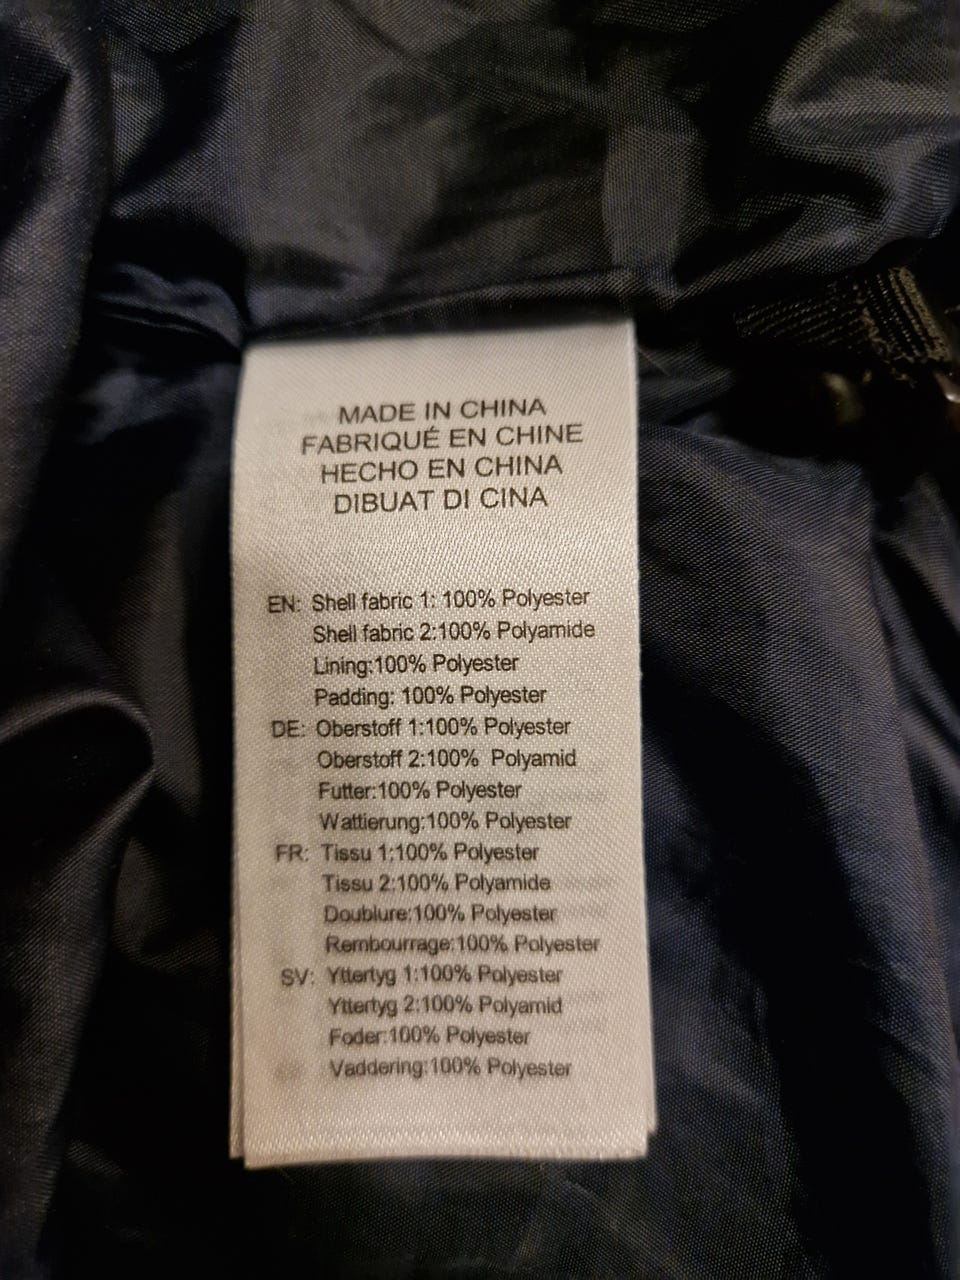 MADE IN CHINA
FABRIQUÉ EN CHINE
HECHO EN CHINA
DIBUAT DI CINA
EN: Shell fabric 1: 100% Polyester
Shell fabric 2:100% Polyamide
Lining:100% Polyester
Padding: 100% Polyester
DE: Oberstoff 1:100% Polyester
Oberstoff 2:100% Polyamid
Futter:100% Polyester
Wattierung:100% Polyester
FR: Tissu 1:100% Polyester
Tissu 2:100% Polyamide
Doublure:100% Polyester
Rembourrage:100% Polyester
SV: Yttertyg 1:100% Polyester
Yttertyg 2:100% Polyamid
Foder:100% Polyester
Vaddering:100% Polyester